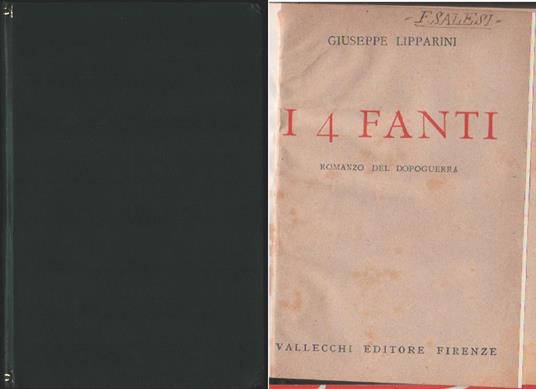 - F. SALESI -
GIUSEPPE LIPPARINI
I 4 FANTI
ROMANZO DEL DOPOGUERRA
VALLECCHI EDITORE FIRENZE